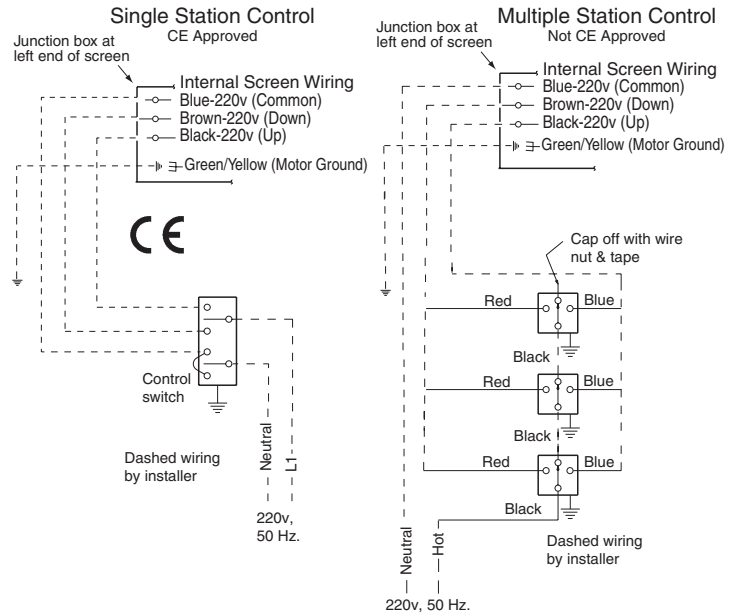 Single Station Control
CE Approved
Junction box at
left end of screen
Internal Screen Wiring
Blue-220v (Common)
Brown-220v (Down)
Black-220v (Up)
Green/Yellow (Motor Ground)
CE
Control
switch
Dashed wiring
by installer
Neutral
L1
220v,
50 Hz.
Multiple Station Control
Not CE Approved
Junction box at
left end of screen
Internal Screen Wiring
Blue-220v (Common)
Brown-220v (Down)
Black-220v (Up)
Green/Yellow (Motor Ground)
Cap off with wire
nut & tape
Red
Blue
Black
Red
Blue
Black
Red
Blue
Black
Neutral
Hot
Dashed wiring
by installer
220v, 50 Hz.